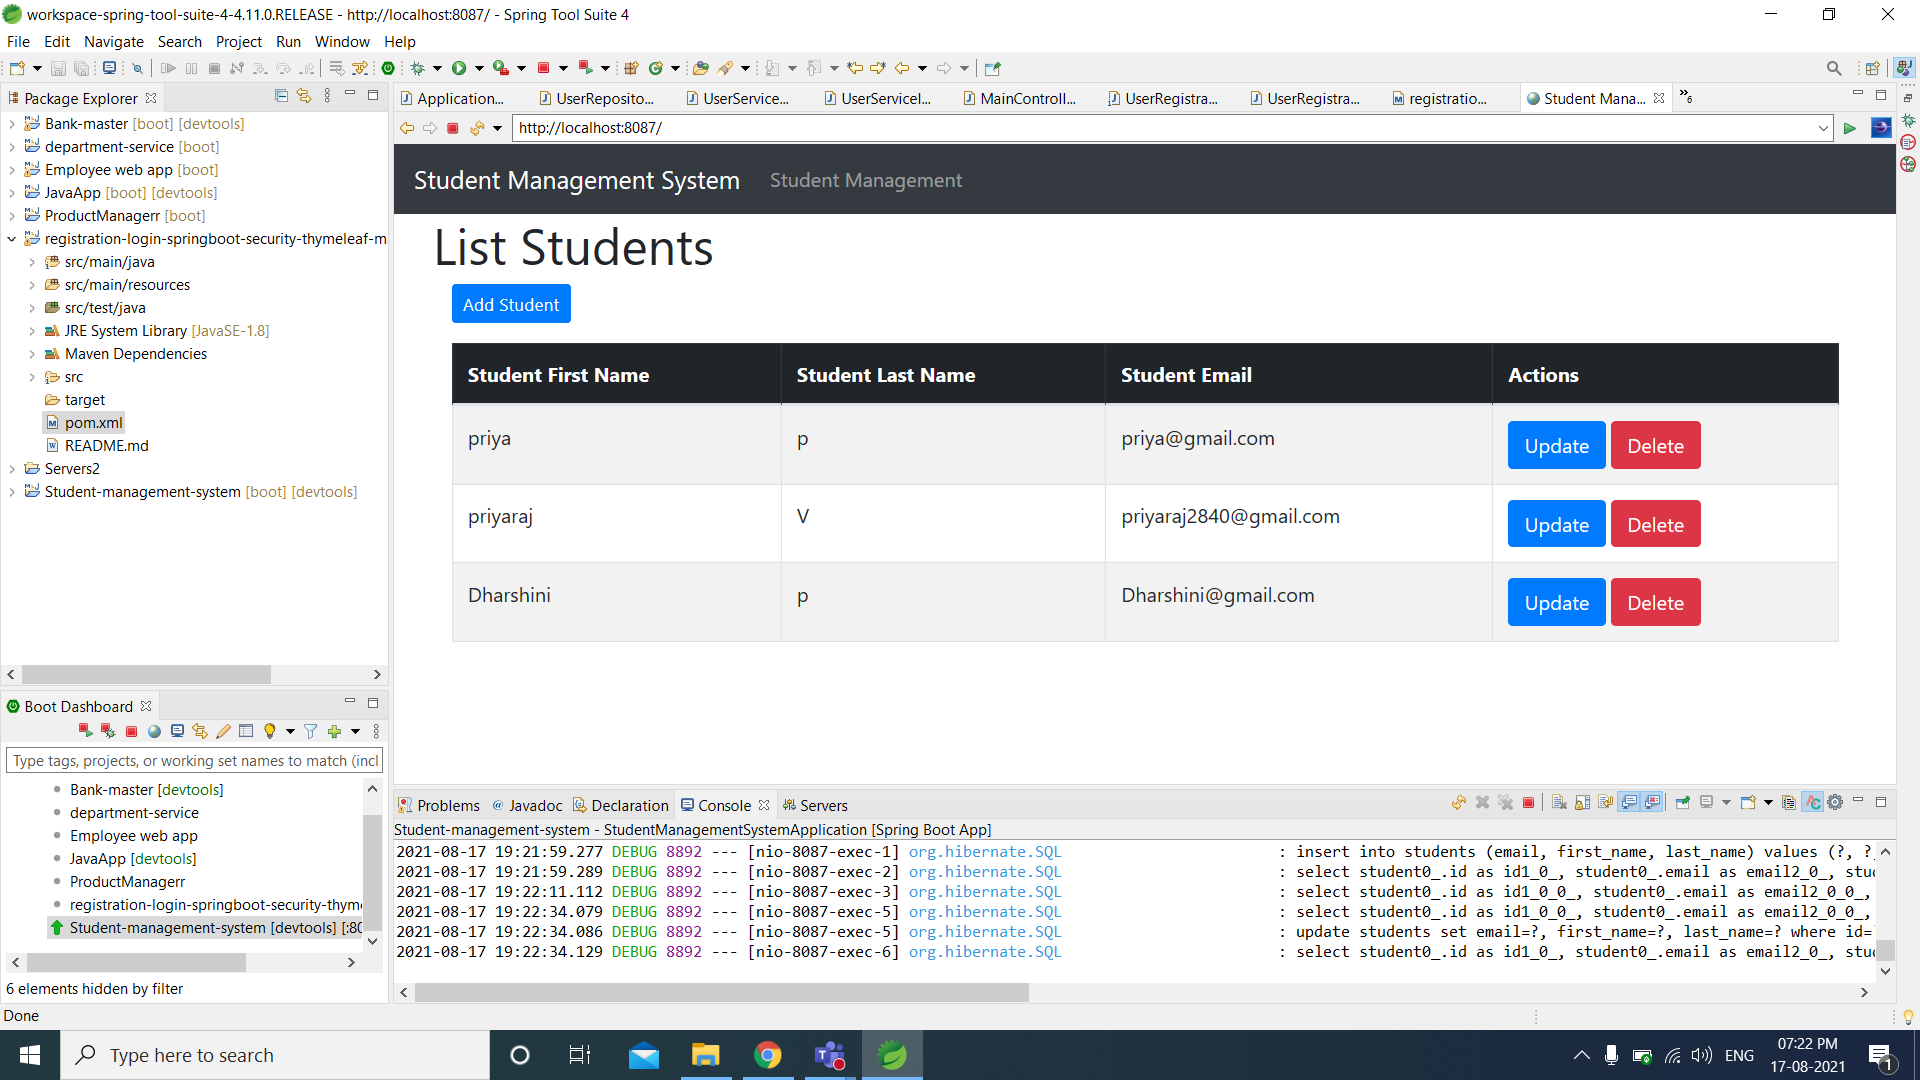 workspace-spring-tool-suite-4-4.11.0.RELEASE - http://localhost:8087/ - Spring Tool Suite 4
File Edit Navigate Search Project Run Window Help
Package Explorer
Application...
UserReposito...
UserService...
UserServiceI...
MainControll...
UserRegistra...
UserRegistra...
registratio...
Student Mana...
»6
http://localhost:8087/
Bank-master [boot] [devtools]
department-service [boot]
Employee web app [boot]
JavaApp [boot] [devtools]
ProductManagerr [boot]
registration-login-springboot-security-thymeleaf-m
src/main/java
src/main/resources
src/test/java
JRE System Library [JavaSE-1.8]
Maven Dependencies
src
target
pom.xml
README.md
Servers2
Student-management-system [boot] [devtools]
Student Management System Student Management
List Students
Add Student
Student First Name Student Last Name Student Email Actions
priya p priya@gmail.com Update Delete
priyaraj V priyaraj2840@gmail.com Update Delete
Dharshini p Dharshini@gmail.com Update Delete
Boot Dashboard
Type tags, projects, or working set names to match (incl
Bank-master [devtools]
department-service
Employee web app
JavaApp [devtools]
ProductManagerr
registration-login-springboot-security-thym
Student-management-system [devtools] [:80
6 elements hidden by filter
Problems Javadoc Declaration Console Servers
Student-management-system - StudentManagementSystemApplication [Spring Boot App]
2021-08-17 19:21:59.277 DEBUG 8892 --- [nio-8087-exec-1] org.hibernate.SQL : insert into students (email, first_name, last_name) values (?, ?
2021-08-17 19:21:59.289 DEBUG 8892 --- [nio-8087-exec-2] org.hibernate.SQL : select student0_.id as id1_0_, student0_.email as email2_0_, stu
2021-08-17 19:22:11.112 DEBUG 8892 --- [nio-8087-exec-3] org.hibernate.SQL : select student0_.id as id1_0_0_, student0_.email as email2_0_0_,
2021-08-17 19:22:34.079 DEBUG 8892 --- [nio-8087-exec-5] org.hibernate.SQL : select student0_.id as id1_0_0_, student0_.email as email2_0_0_,
2021-08-17 19:22:34.086 DEBUG 8892 --- [nio-8087-exec-5] org.hibernate.SQL : update students set email=?, first_name=?, last_name=? where id=
2021-08-17 19:22:34.129 DEBUG 8892 --- [nio-8087-exec-6] org.hibernate.SQL : select student0_.id as id1_0_, student0_.email as email2_0_, stu
Done
Type here to search
ENG
07:22 PM
17-08-2021
1